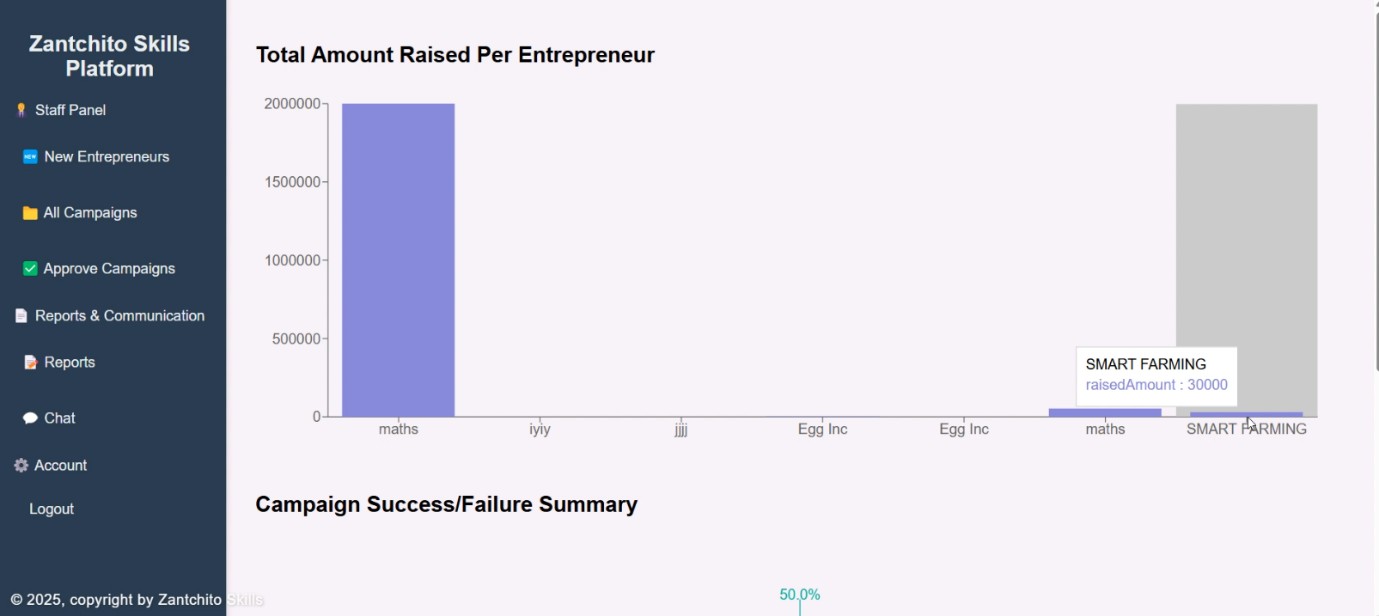 Zantchito Skills
Platform
Staff Panel
New Entrepreneurs
All Campaigns
Approve Campaigns
Reports & Communication
Reports
Chat
Account
Logout
© 2025, copyright by Zantchito Skills
Total Amount Raised Per Entrepreneur
2000000
1500000
1000000
500000
0
maths
iyiy
jjjj
Egg Inc
Egg Inc
maths
SMART FARMING
SMART FARMING
raisedAmount : 30000
Campaign Success/Failure Summary
50.0%